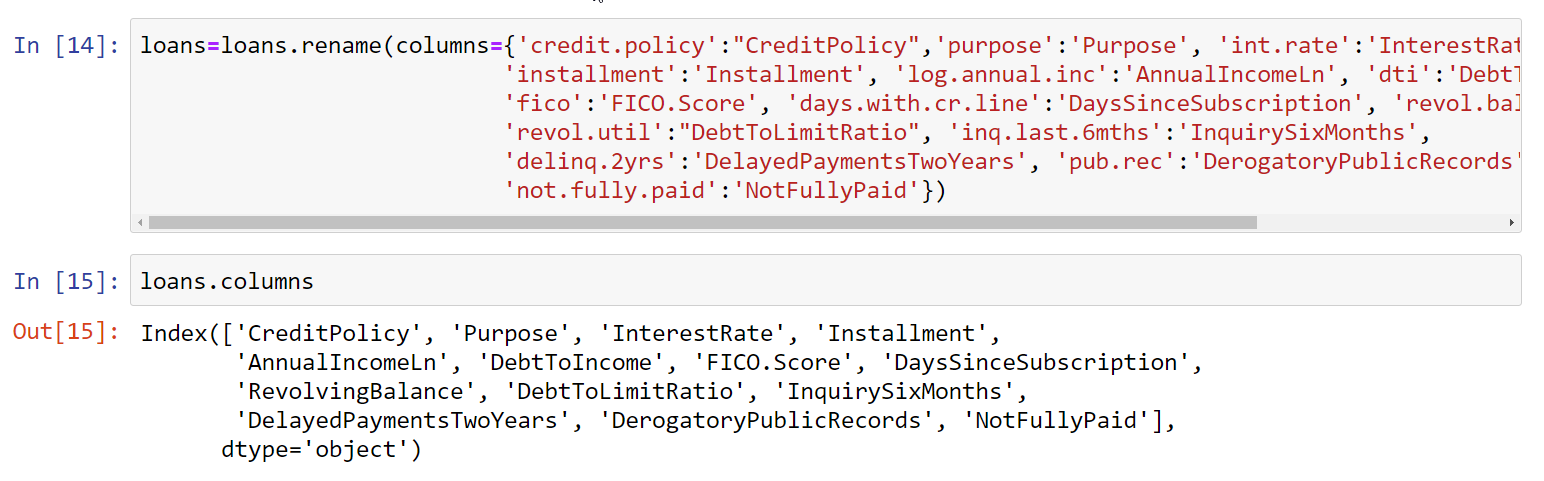 In [14]: loans=loans.rename(columns={'credit.policy':"CreditPolicy",'purpose':'Purpose', 'int.rate':'InterestRat
'installment':'Installment', 'log.annual.inc':'AnnualIncomeLn', 'dti':'DebtT
'fico':'FICO.Score', 'days.with.cr.line':'DaysSinceSubscription', 'revol.bal
'revol.util':"DebtToLimitRatio", 'inq.last.6mths':'InquirySixMonths',
'delinq.2yrs':'DelayedPaymentsTwoYears', 'pub.rec':'DerogatoryPublicRecords'
'not.fully.paid':'NotFullyPaid'})
In [15]: loans.columns
Out[15]: Index(['CreditPolicy', 'Purpose', 'InterestRate', 'Installment',
'AnnualIncomeLn', 'DebtToIncome', 'FICO.Score', 'DaysSinceSubscription',
'RevolvingBalance', 'DebtToLimitRatio', 'InquirySixMonths',
'DelayedPaymentsTwoYears', 'DerogatoryPublicRecords', 'NotFullyPaid'],
dtype='object')